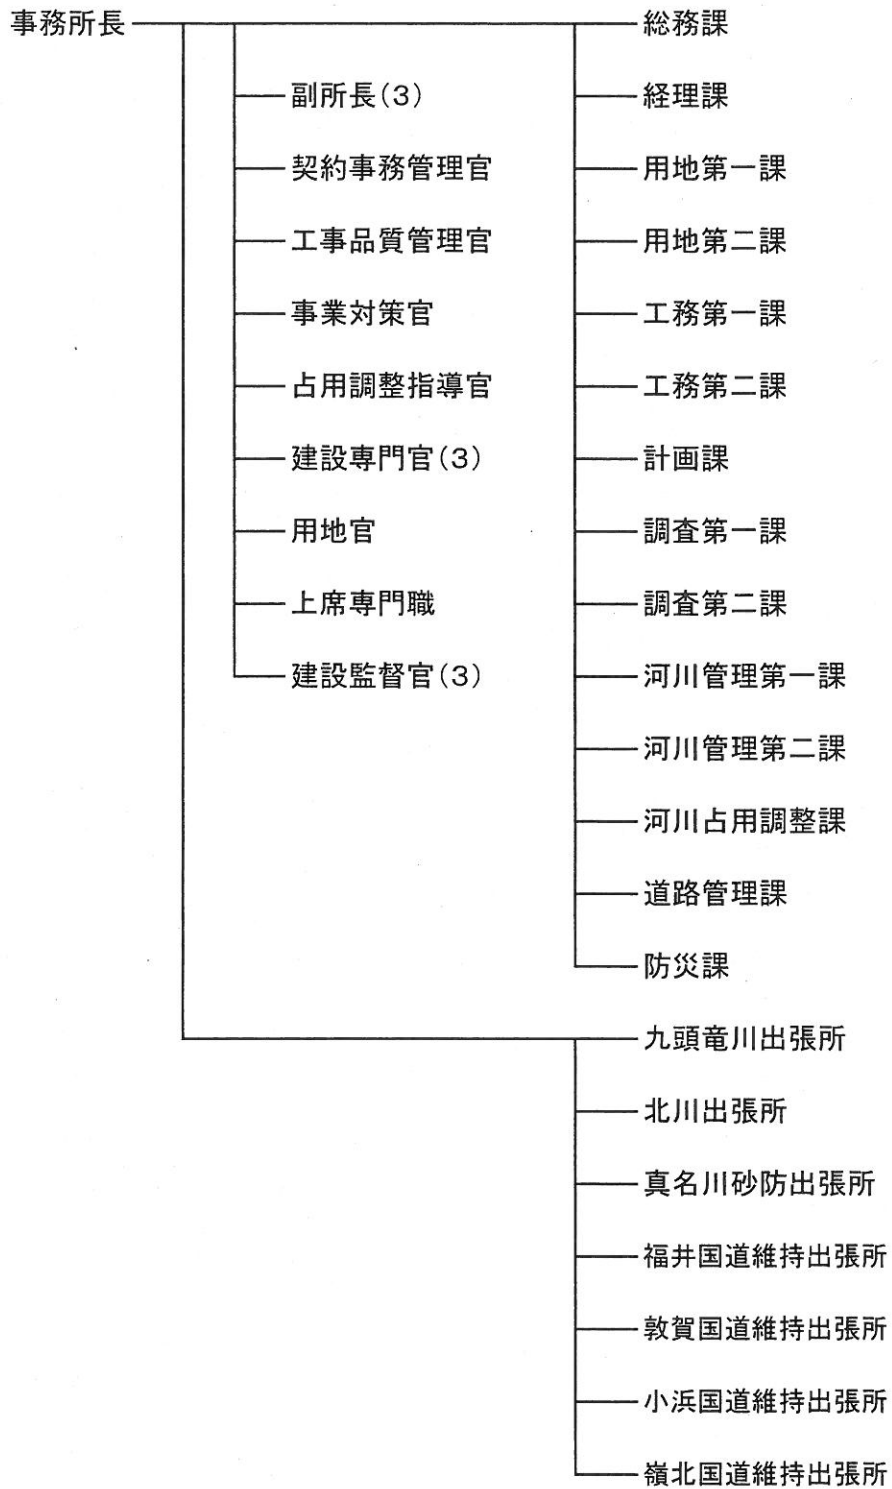 事務所長
総務課
副所長(3)
経理課
契約事務管理官
用地第一課
工事品質管理官
用地第二課
事業対策官
工務第一課
占用調整指導官
工務第二課
建設専門官(3)
計画課
用地官
調査第一課
上席専門職
調査第二課
建設監督官(3)
河川管理第一課
河川管理第二課
河川占用調整課
道路管理課
防災課
九頭竜川出張所
北川出張所
真名川砂防出張所
福井国道維持出張所
敦賀国道維持出張所
小浜国道維持出張所
嶺北国道維持出張所